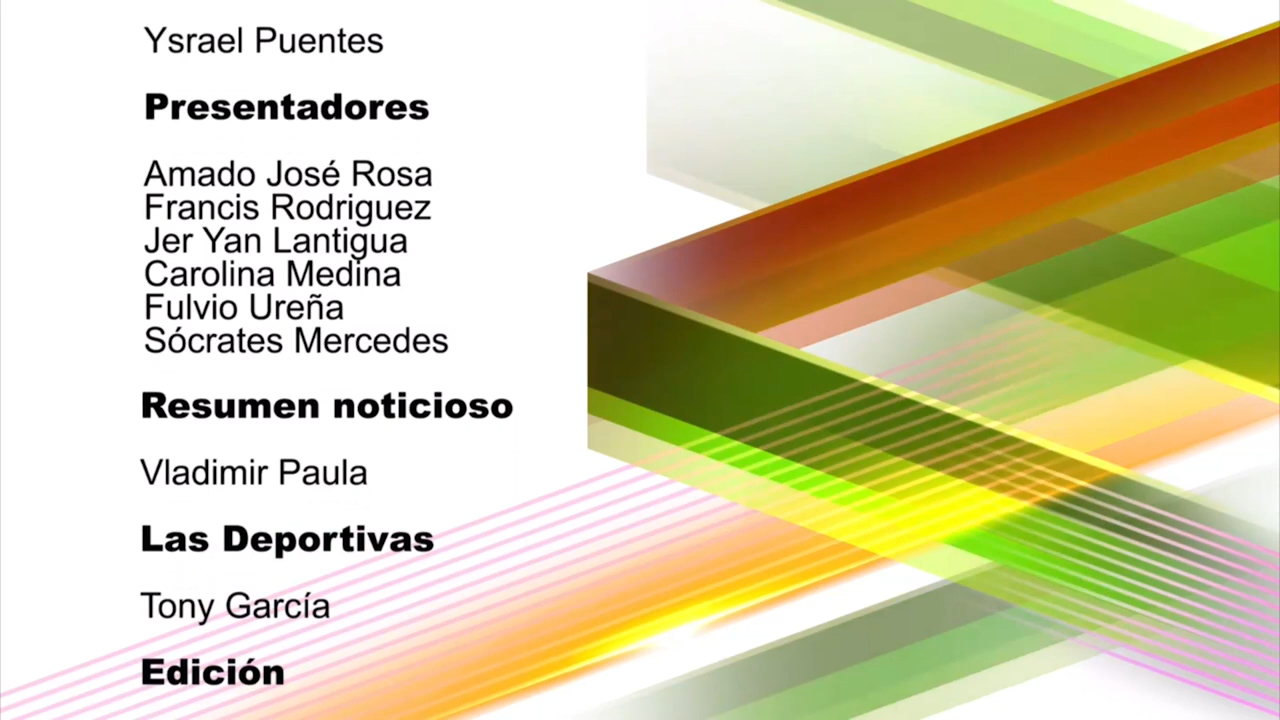 Ysrael Puentes
Presentadores
Amado José Rosa
Francis Rodriguez
Jer Yan Lantigua
Carolina Medina
Fulvio Ureña
Sócrates Mercedes
Resumen noticioso
Vladimir Paula
Las Deportivas
Tony García
Edición